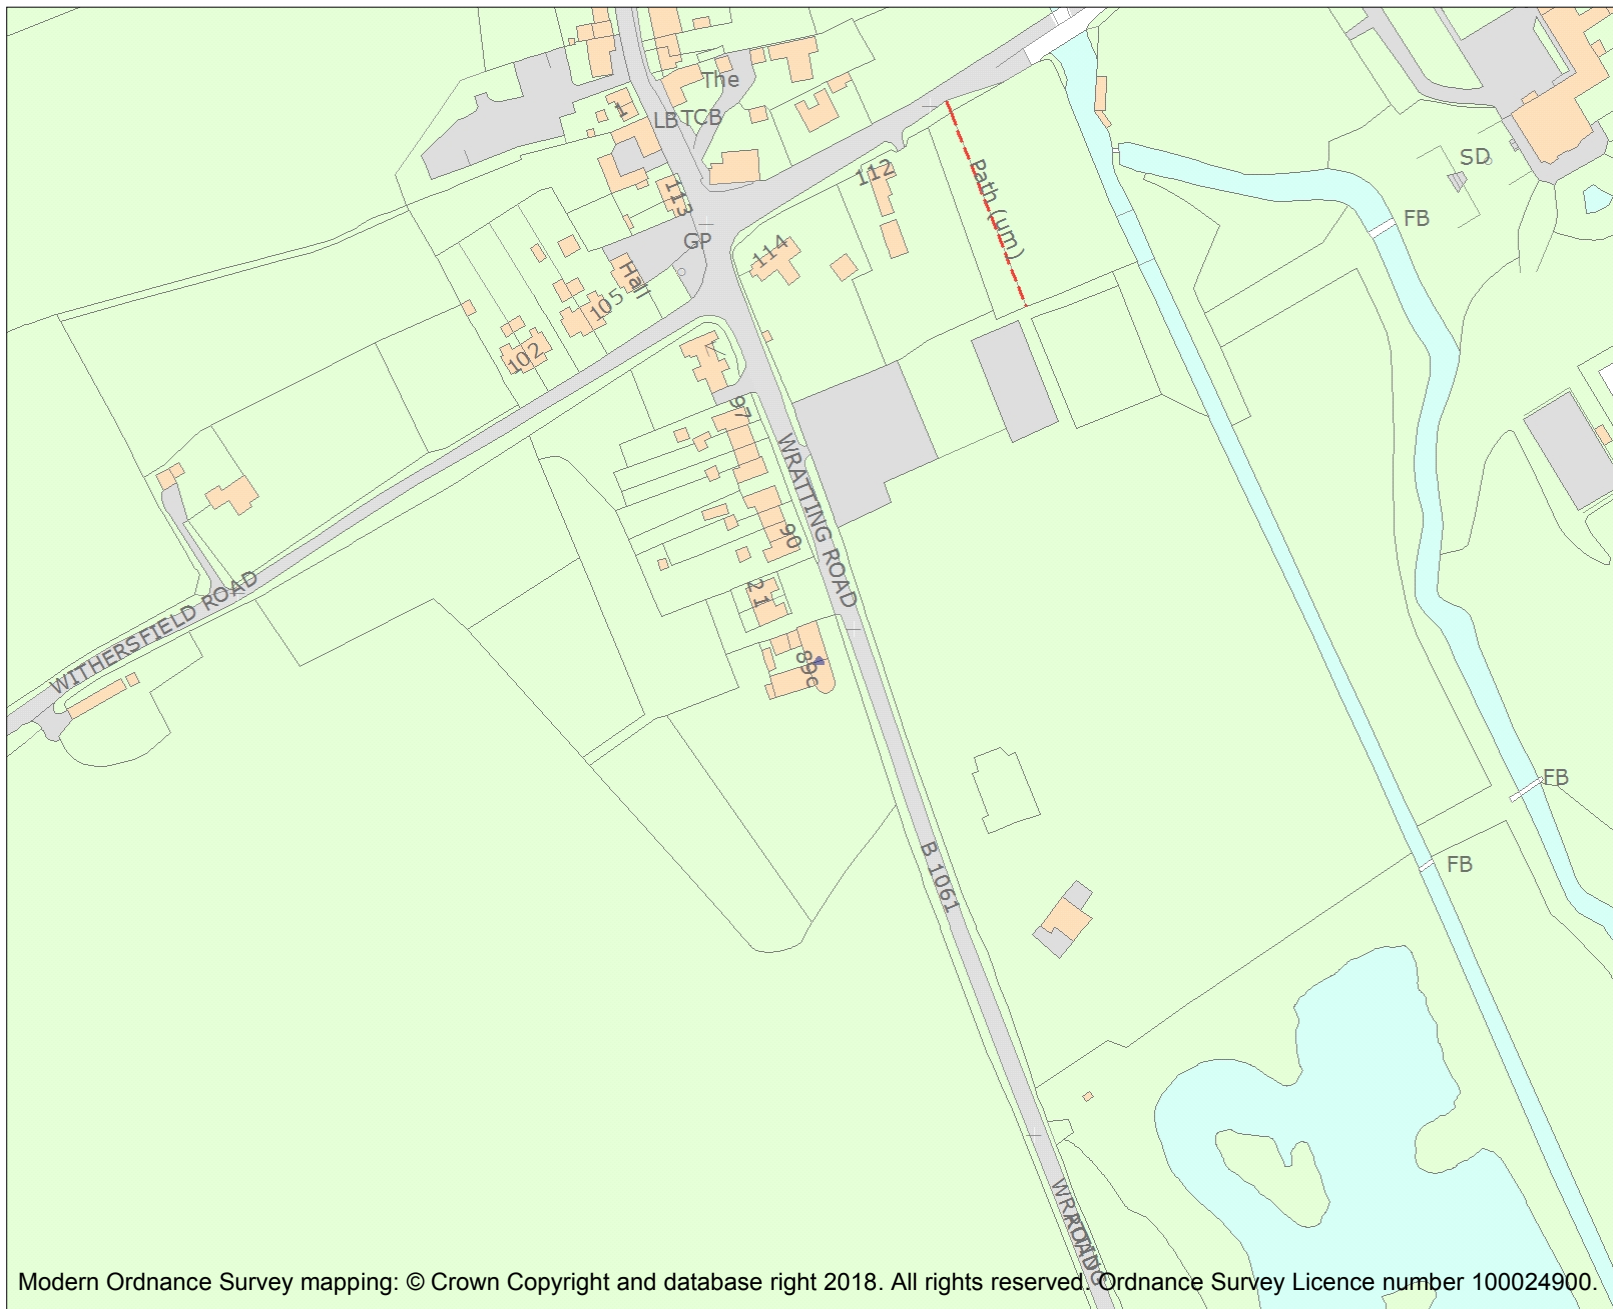 The
1
LB
TCB
SD
112
Path (um)
113
FB
GP
114
Hall
105
102
97
WRATTING ROAD
90
WITHERSFIELD ROAD
21
89c
FB
B 1061
FB
WRATTING
ROAD
Modern Ordnance Survey mapping: © Crown Copyright and database right 2018. All rights reserved. Ordnance Survey Licence number 100024900.